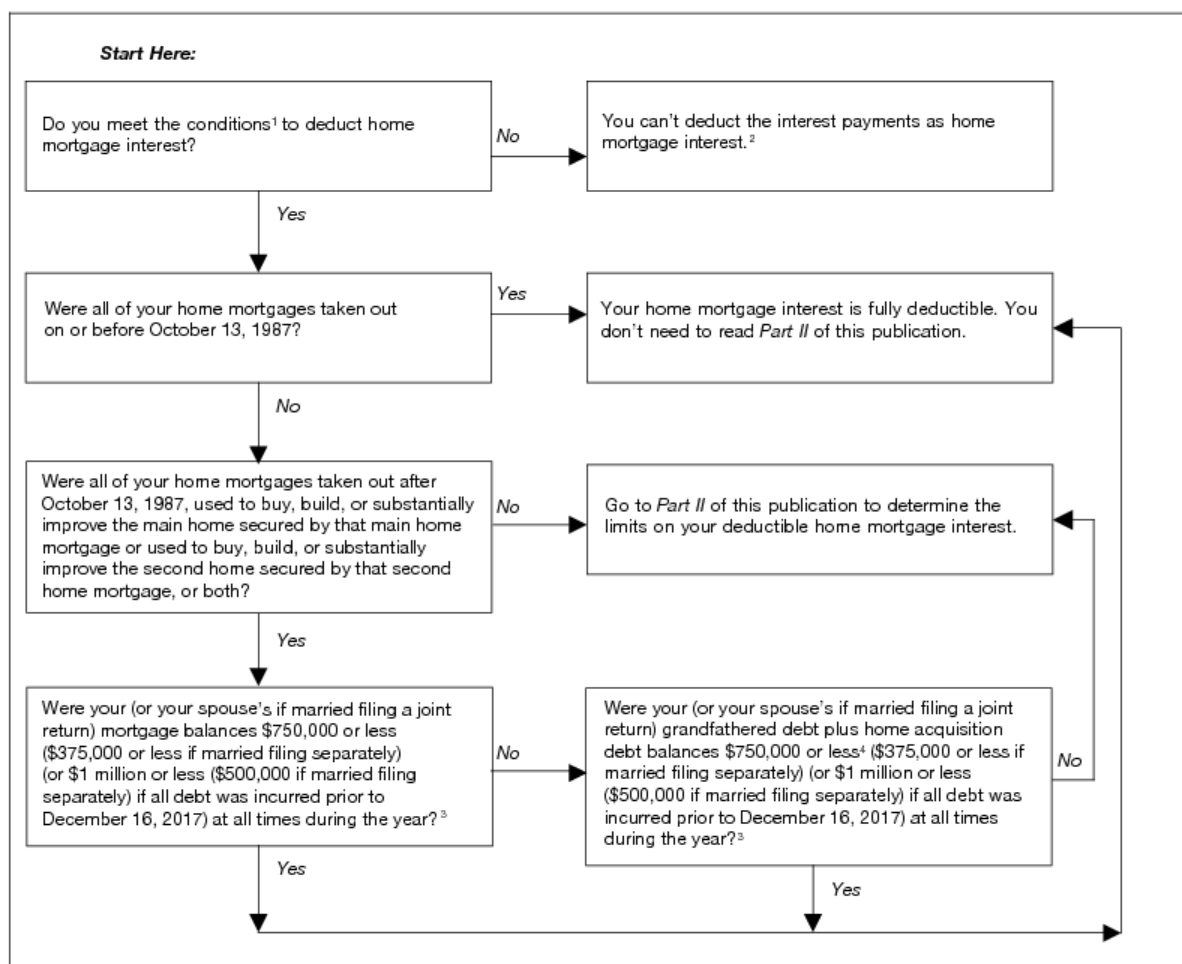 Start Here:
Do you meet the conditions¹ to deduct home
mortgage interest?
No
You can't deduct the interest payments as home
mortgage interest.²
Yes
Were all of your home mortgages taken out
on or before October 13, 1987?
Yes
Your home mortgage interest is fully deductible. You
don't need to read Part II of this publication.
No
Were all of your home mortgages taken out after
October 13, 1987, used to buy, build, or substantially
improve the main home secured by that main home
mortgage or used to buy, build, or substantially
improve the second home secured by that second
home mortgage, or both?
No
Go to Part II of this publication to determine the
limits on your deductible home mortgage interest.
Yes
Were your (or your spouse's if married filing a joint
return) mortgage balances $750,000 or less
($375,000 or less if married filing separately)
(or $1 million or less ($500,000 if married filing
separately) if all debt was incurred prior to
December 16, 2017) at all times during the year?³
No
Were your (or your spouse's if married filing a joint
return) grandfathered debt plus home acquisition
debt balances $750,000 or less⁴ ($375,000 or less if
married filing separately) (or $1 million or less
($500,000 if married filing separately) if all debt was
incurred prior to December 16, 2017) at all times
during the year?³
No
Yes
Yes